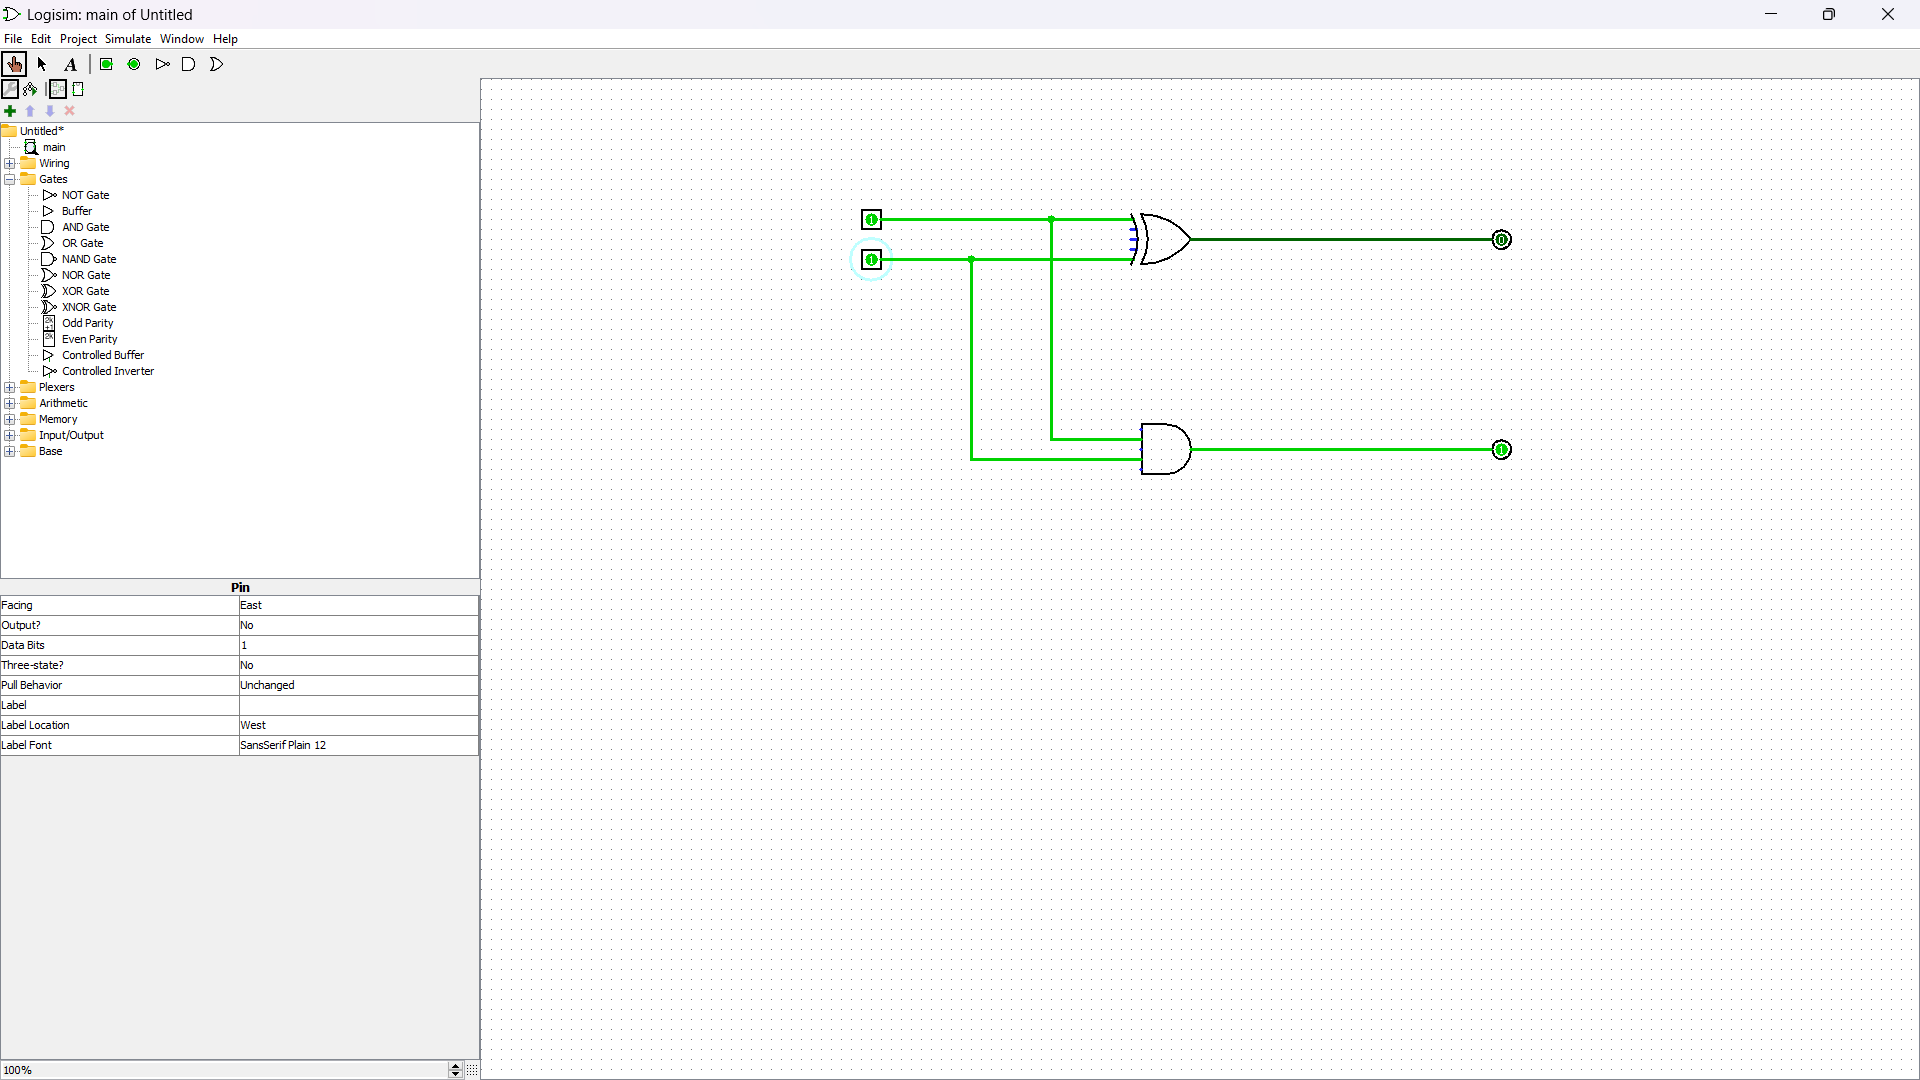 Logisim: main of Untitled
File Edit Project Simulate Window Help
A
Untitled*
main
Wiring
Gates
NOT Gate
Buffer
AND Gate
OR Gate
NAND Gate
NOR Gate
XOR Gate
XNOR Gate
Odd Parity
Even Parity
Controlled Buffer
Controlled Inverter
Plexers
Arithmetic
Memory
Input/Output
Base
Pin
Facing East
Output? No
Data Bits 1
Three-state? No
Pull Behavior Unchanged
Label
Label Location West
Label Font SansSerif Plain 12
100%
1
0
1
1